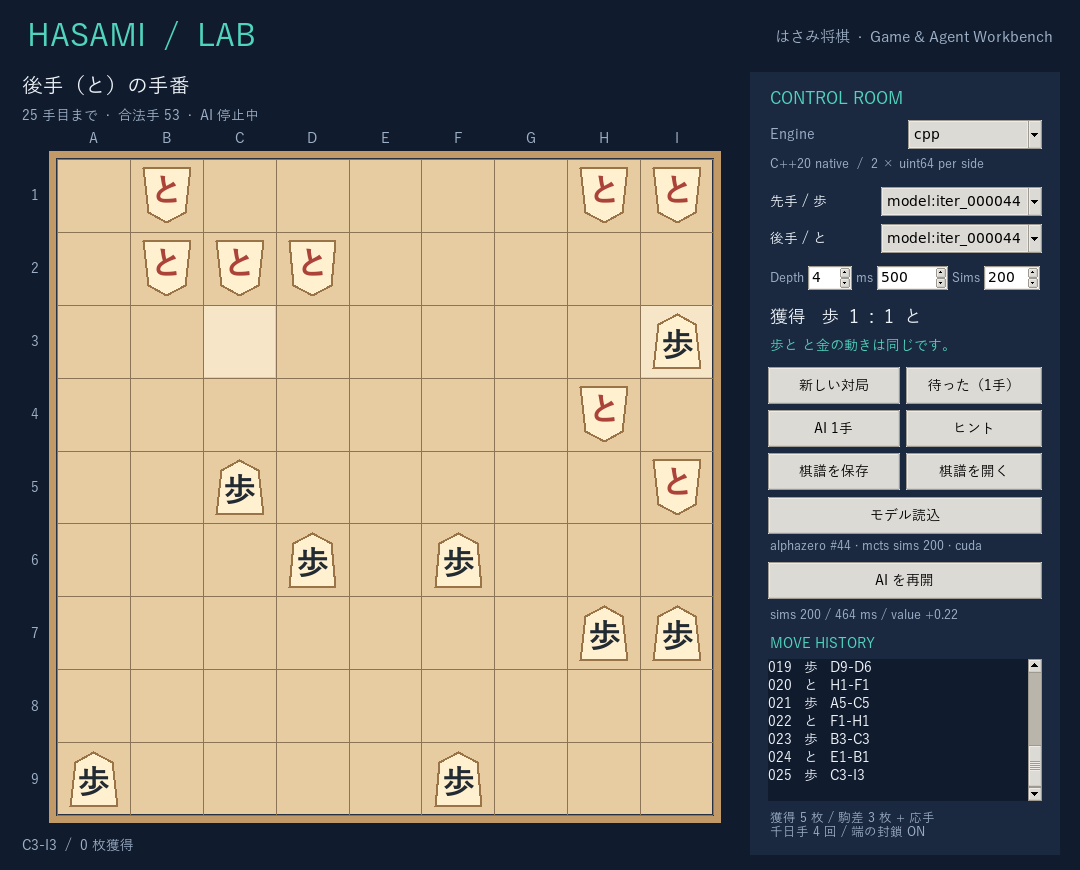 HASAMI / LAB
はさみ将棋 · Game & Agent Workbench
後手（と）の手番
25 手目まで · 合法手 53 · AI 停止中
A B C D E F G H I
1 と と と
2 と と と
3 歩
4 と
5 歩 と
6 歩 歩
7 歩 歩
8
9 歩 歩
C3-I3 / 0 枚獲得
CONTROL ROOM
Engine cpp
C++20 native / 2 × uint64 per side
先手 / 歩 model:iter_000044
後手 / と model:iter_000044
Depth 4 ms 500 Sims 200
獲得 歩 1 : 1 と
歩と と金の動きは同じです。
新しい対局 待った（1手）
AI 1手 ヒント
棋譜を保存 棋譜を開く
モデル読込
alphazero #44 · mcts sims 200 · cuda
AI を再開
sims 200 / 464 ms / value +0.22
MOVE HISTORY
019 歩 D9-D6
020 と H1-F1
021 歩 A5-C5
022 と F1-H1
023 歩 B3-C3
024 と E1-B1
025 歩 C3-I3
獲得 5 枚 / 駒差 3 枚 + 応手
千日手 4 回 / 端の封鎖 ON